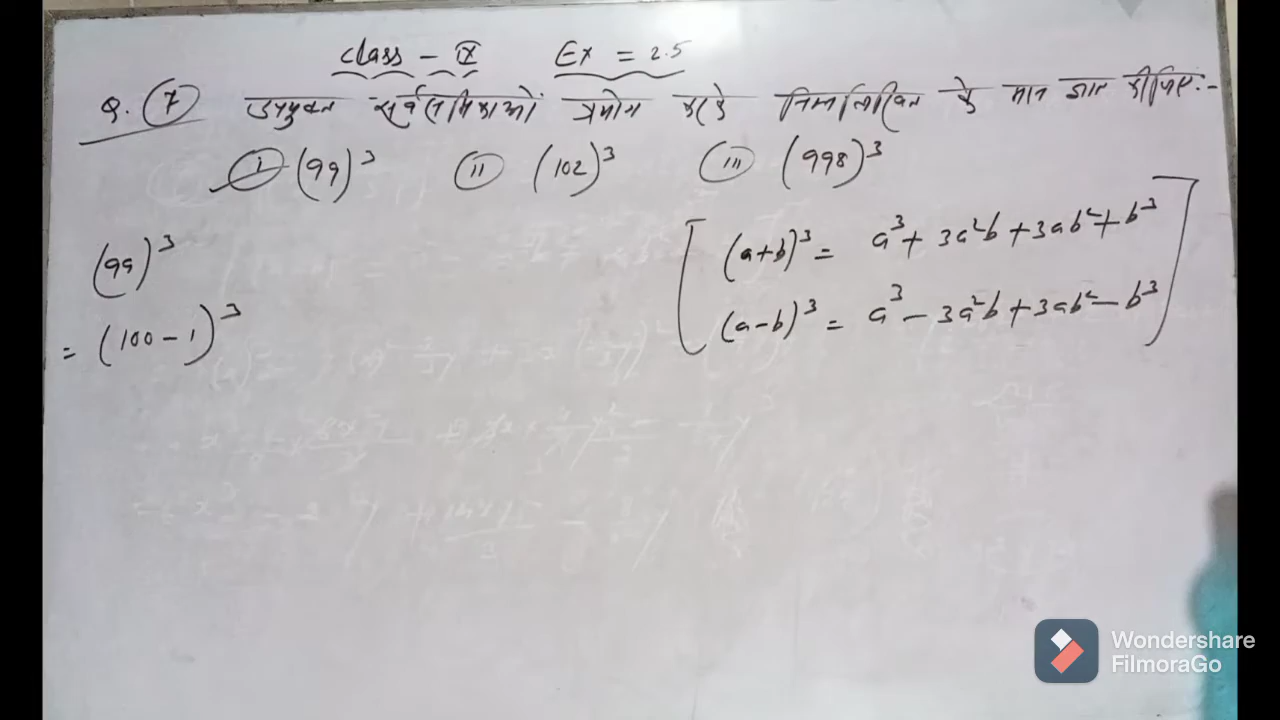 Class - IX Ex = 2.5
Q. 7 उपयुक्त सर्वसमिकाओं प्रयोग करके निम्नलिखित के मान ज्ञात कीजिए:-
i (99)³ ii (102)³ iii (998)³
(99)³
= (100-1)³
(a+b)³ = a³ + 3a²b + 3ab² + b³
(a-b)³ = a³ - 3a²b + 3ab² - b³
Wondershare
FilmoraGo